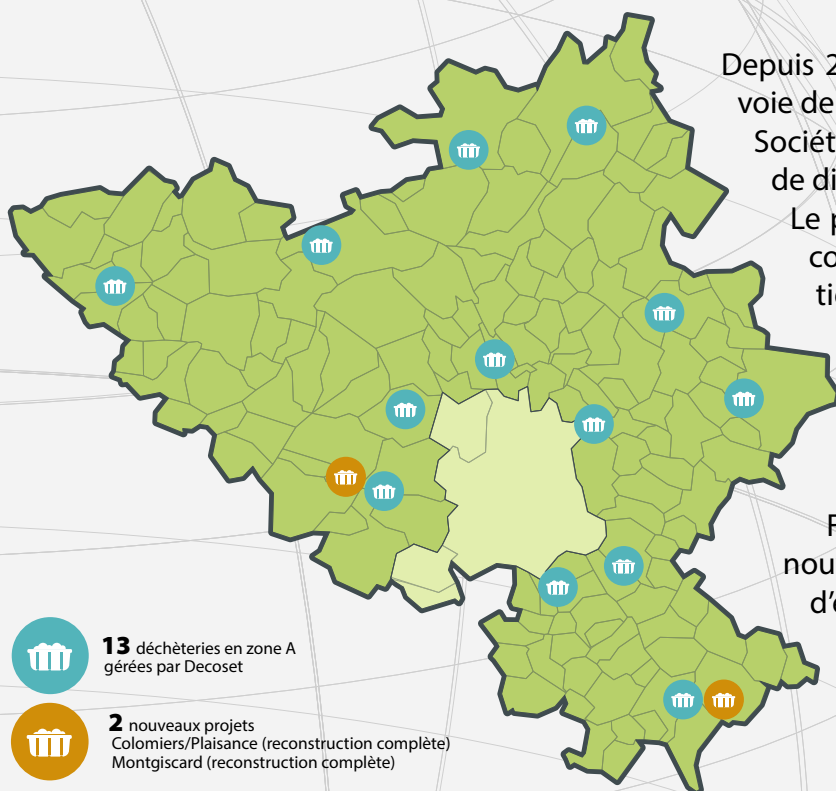 Depuis 2
voie de
Sociét
de di
Le p
co
tio
P
nou
d'é
13 déchèteries en zone A
gérées par Decoset
2 nouveaux projets
Colomiers/Plaisance (reconstruction complète)
Montgiscard (reconstruction complète)